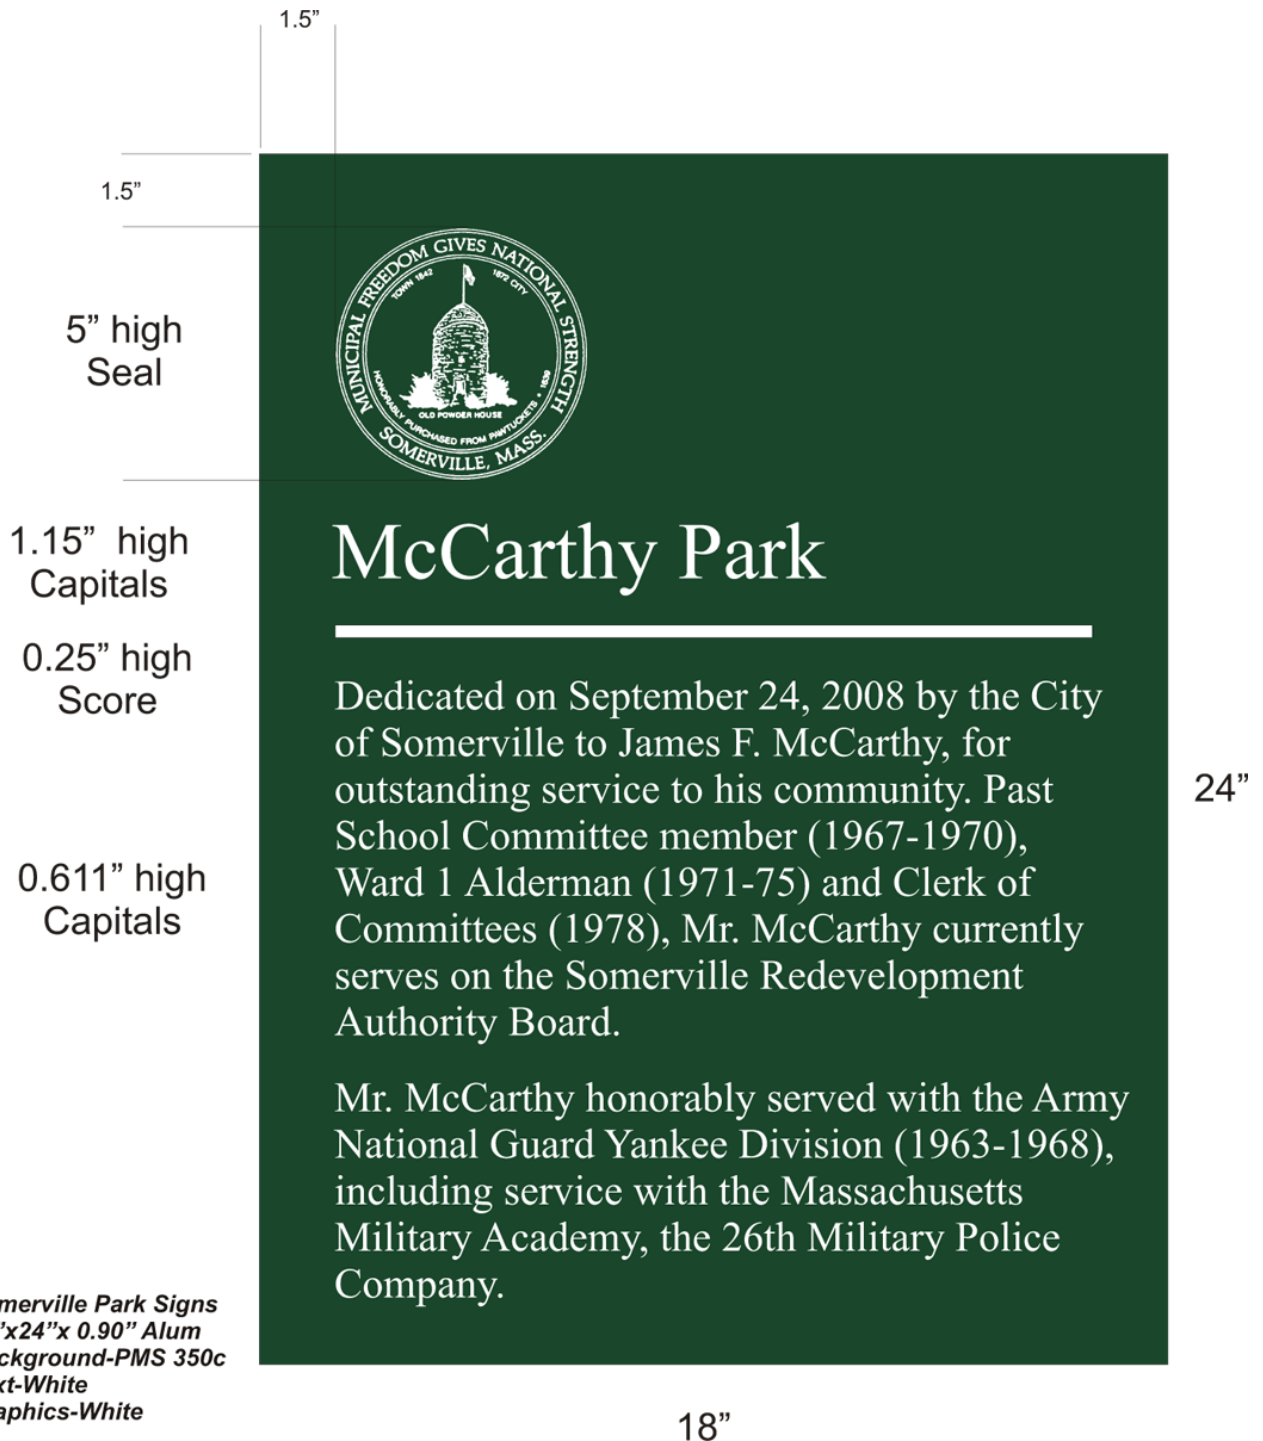 1.5”
1.5”
5” high
Seal
MUNICIPAL FREEDOM GIVES NATIONAL STRENGTH
TOWN 1842
1872 CITY
OLD POWDER HOUSE
HONORABLY PURCHASED FROM PAWTUCKETS • 1639
SOMERVILLE, MASS.
1.15” high
Capitals
McCarthy Park
0.25” high
Score
Dedicated on September 24, 2008 by the City
of Somerville to James F. McCarthy, for
outstanding service to his community. Past
School Committee member (1967-1970),
Ward 1 Alderman (1971-75) and Clerk of
Committees (1978), Mr. McCarthy currently
serves on the Somerville Redevelopment
Authority Board.
24”
0.611” high
Capitals
Mr. McCarthy honorably served with the Army
National Guard Yankee Division (1963-1968),
including service with the Massachusetts
Military Academy, the 26th Military Police
Company.
merville Park Signs
”x24”x 0.90” Alum
ckground-PMS 350c
xt-White
aphics-White
18”